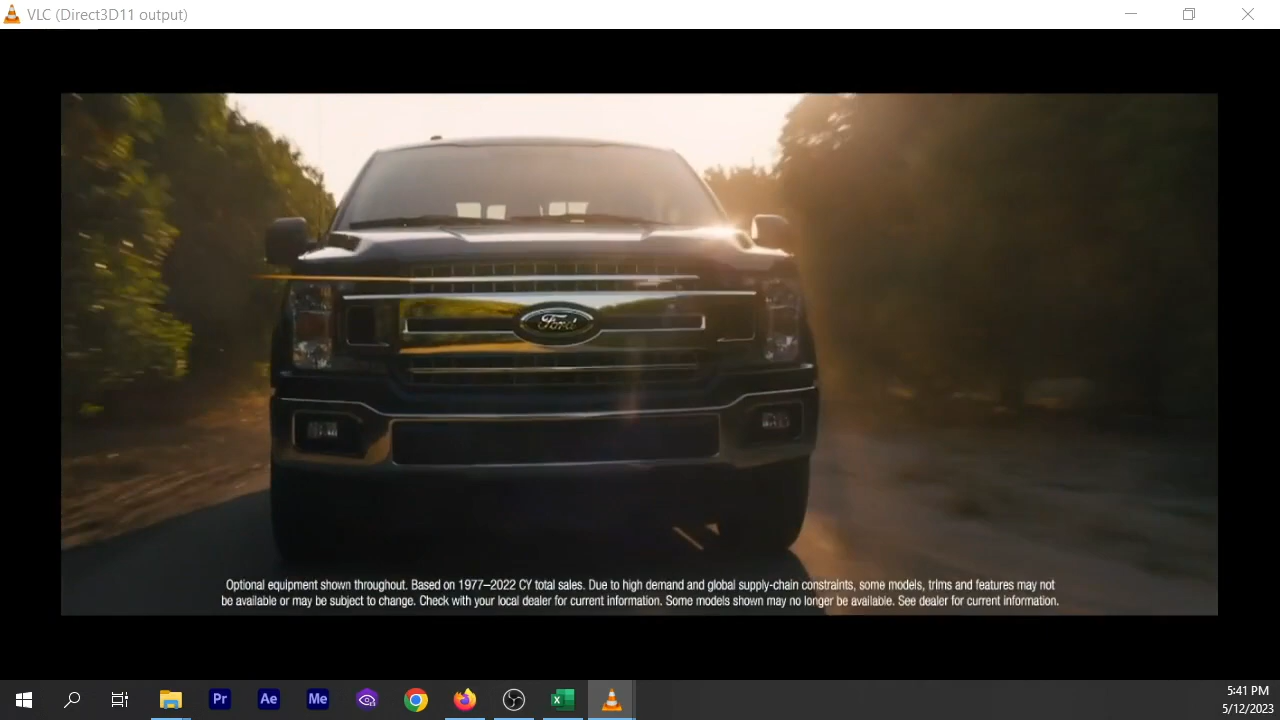 VLC (Direct3D11 output)
Ford
Optional equipment shown throughout. Based on 1977–2022 CY total sales. Due to high demand and global supply-chain constraints, some models, trims and features may not
be available or may be subject to change. Check with your local dealer for current information. Some models shown may no longer be available. See dealer for current information.
Pr
Ae
Me
5:41 PM
5/12/2023